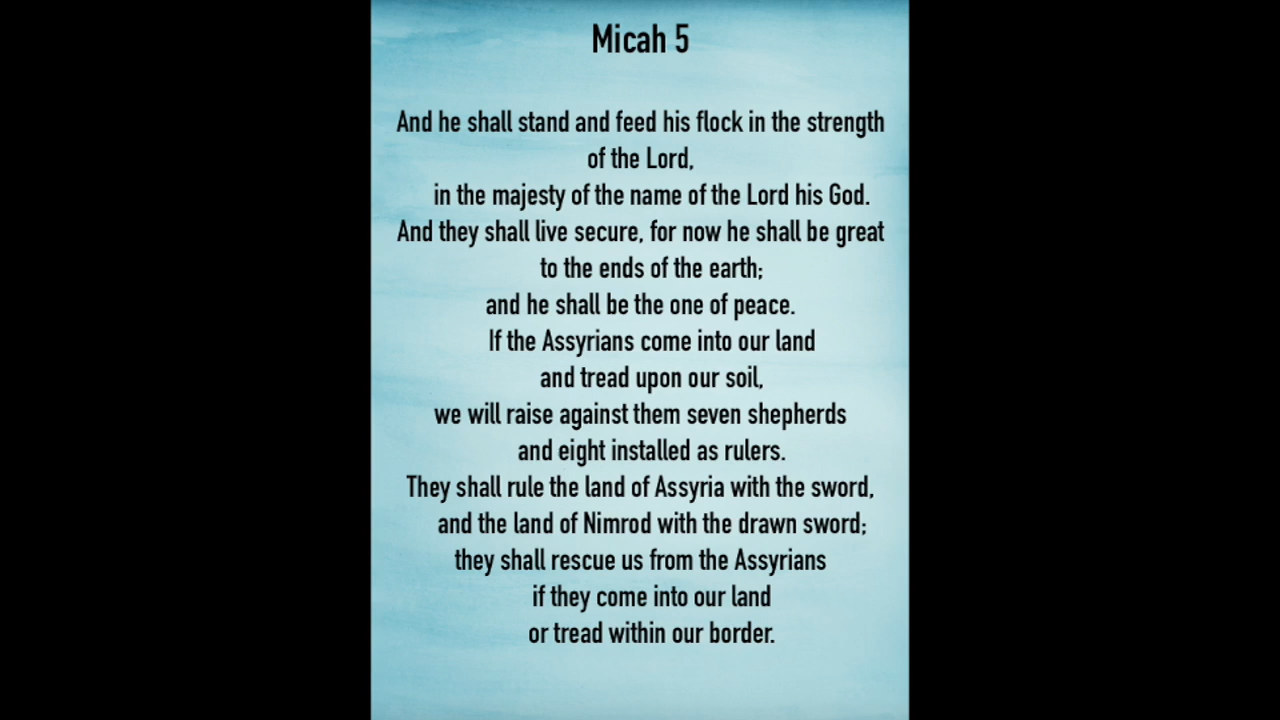 Micah 5
And he shall stand and feed his flock in the strength
of the Lord,
in the majesty of the name of the Lord his God.
And they shall live secure, for now he shall be great
to the ends of the earth;
and he shall be the one of peace.
If the Assyrians come into our land
and tread upon our soil,
we will raise against them seven shepherds
and eight installed as rulers.
They shall rule the land of Assyria with the sword,
and the land of Nimrod with the drawn sword;
they shall rescue us from the Assyrians
if they come into our land
or tread within our border.